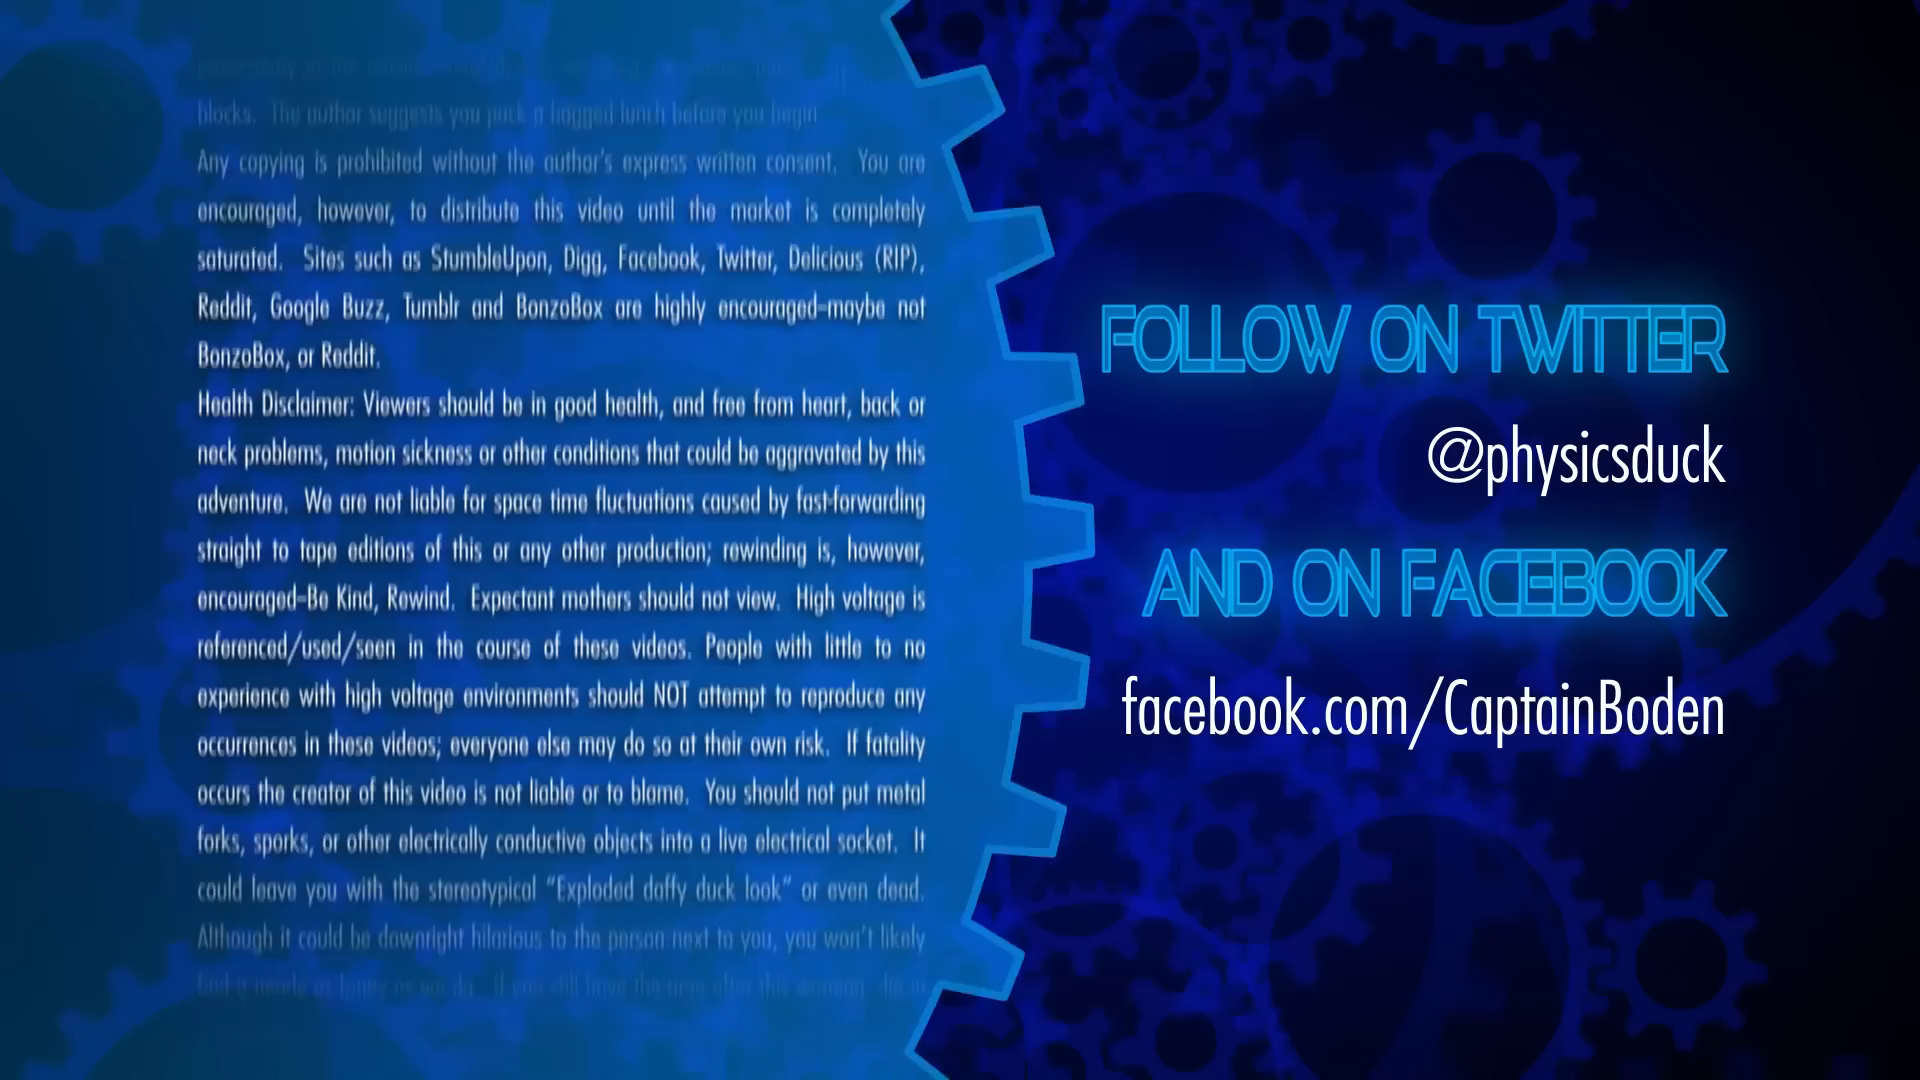 blocks. The author suggests you pack a bagged lunch before you begin
Any copying is prohibited without the author's express written consent. You are
encouraged, however, to distribute this video until the market is completely
saturated. Sites such as StumbleUpon, Digg, Facebook, Twitter, Delicious (RIP),
Reddit, Google Buzz, Tumblr and BonzoBox are highly encouraged—maybe not
BonzoBox, or Reddit.
Health Disclaimer: Viewers should be in good health, and free from heart, back or
neck problems, motion sickness or other conditions that could be aggravated by this
adventure. We are not liable for space time fluctuations caused by fast-forwarding
straight to tape editions of this or any other production; rewinding is, however,
encouraged—Be Kind, Rewind. Expectant mothers should not view. High voltage is
referenced/used/seen in the course of these videos. People with little to no
experience with high voltage environments should NOT attempt to reproduce any
occurrences in these videos; everyone else may do so at their own risk. If fatality
occurs the creator of this video is not liable or to blame. You should not put metal
forks, sporks, or other electrically conductive objects into a live electrical socket. It
could leave you with the stereotypical “Exploded daffy duck look” or even dead.
Although it could be downright hilarious to the person next to you, you won't likely
FOLLOW ON TWITTER
@physicsduck
AND ON FACEBOOK
facebook.com/CaptainBoden